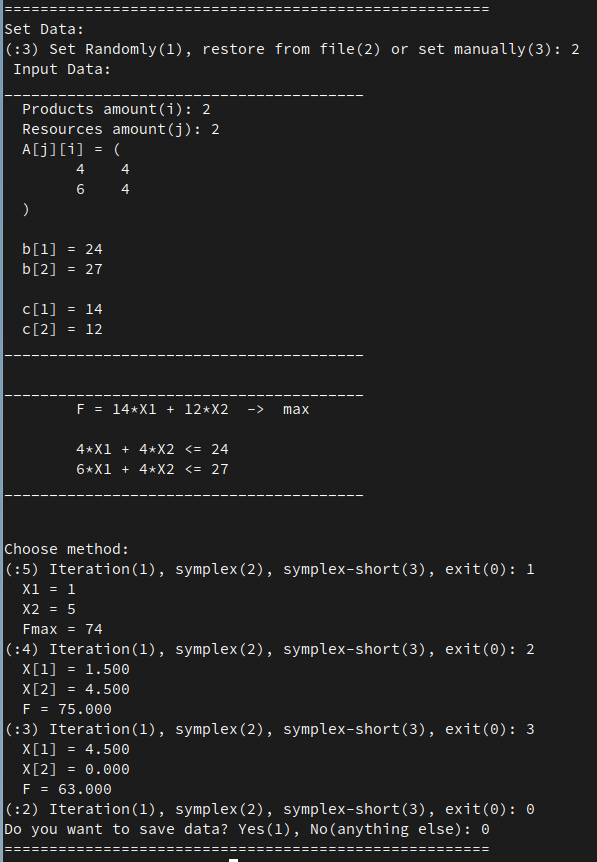 ======================================================
Set Data:
(:3) Set Randomly(1), restore from file(2) or set manually(3): 2
 Input Data:
________________________________________
  Products amount(i): 2
  Resources amount(j): 2
  A[j][i] = (
        4    4
        6    4
  )
  b[1] = 24
  b[2] = 27
  c[1] = 14
  c[2] = 12
________________________________________
________________________________________
        F = 14*X1 + 12*X2  ->  max
        4*X1 + 4*X2 <= 24
        6*X1 + 4*X2 <= 27
________________________________________
Choose method:
(:5) Iteration(1), symplex(2), symplex-short(3), exit(0): 1
  X1 = 1
  X2 = 5
  Fmax = 74
(:4) Iteration(1), symplex(2), symplex-short(3), exit(0): 2
  X[1] = 1.500
  X[2] = 4.500
  F = 75.000
(:3) Iteration(1), symplex(2), symplex-short(3), exit(0): 3
  X[1] = 4.500
  X[2] = 0.000
  F = 63.000
(:2) Iteration(1), symplex(2), symplex-short(3), exit(0): 0
Do you want to save data? Yes(1), No(anything else): 0
======================================================